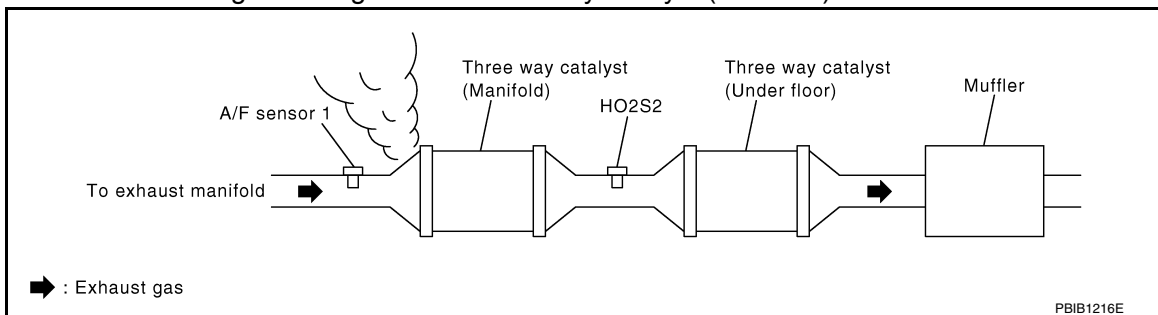 Three way catalyst
(Manifold)
Three way catalyst
(Under floor)
Muffler
A/F sensor 1
HO2S2
To exhaust manifold
: Exhaust gas
PBIB1216E